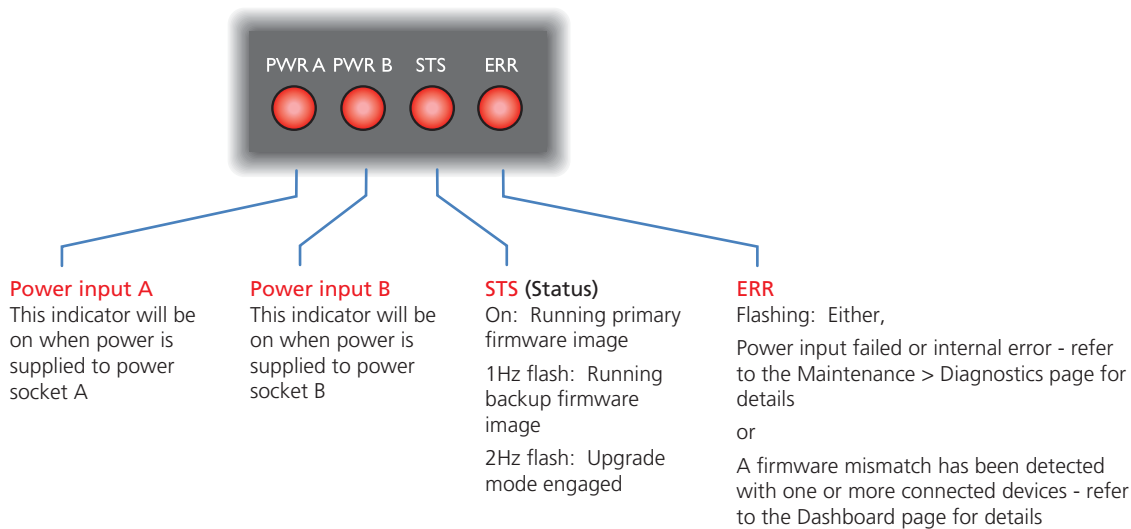 PWR A PWR B STS ERR
Power input A
This indicator will be
on when power is
supplied to power
socket A
Power input B
This indicator will be
on when power is
supplied to power
socket B
STS (Status)
On: Running primary
firmware image
1Hz flash: Running
backup firmware
image
2Hz flash: Upgrade
mode engaged
ERR
Flashing: Either,
Power input failed or internal error - refer
to the Maintenance > Diagnostics page for
details
or
A firmware mismatch has been detected
with one or more connected devices - refer
to the Dashboard page for details